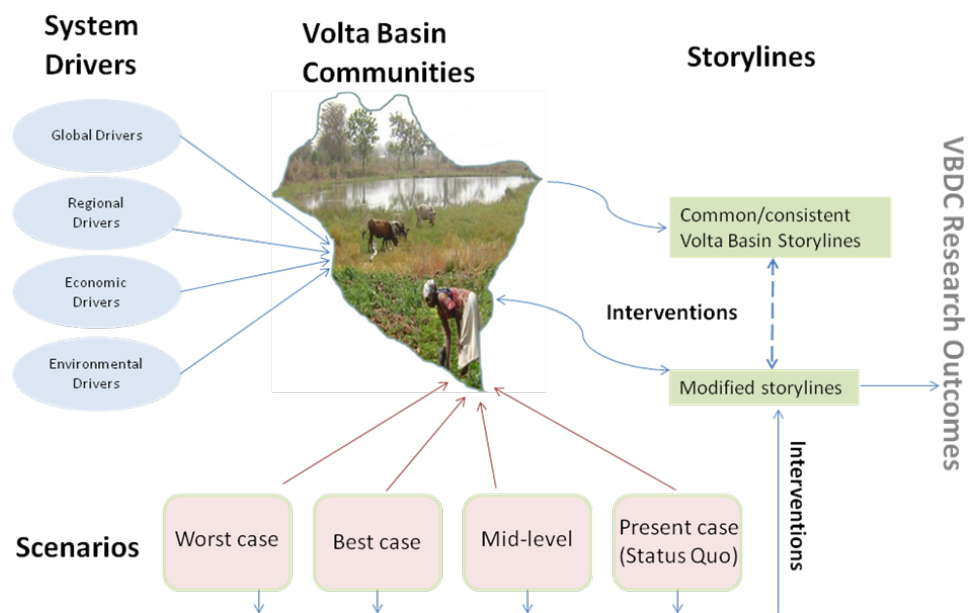 System
Drivers
Volta Basin
Communities
Storylines
Global Drivers
Regional
Drivers
Economic
Drivers
Environmental
Drivers
Common/consistent
Volta Basin Storylines
Interventions
Modified storylines
VBDC Research Outcomes
Interventions
Scenarios
Worst case
Best case
Mid-level
Present case
(Status Quo)